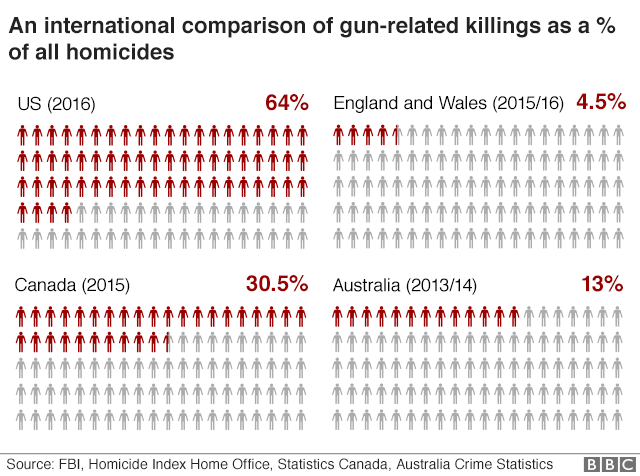 An international comparison of gun-related killings as a %
of all homicides
US (2016) 64%
England and Wales (2015/16) 4.5%
Canada (2015) 30.5%
Australia (2013/14) 13%
Source: FBI, Homicide Index Home Office, Statistics Canada, Australia Crime Statistics
BBC